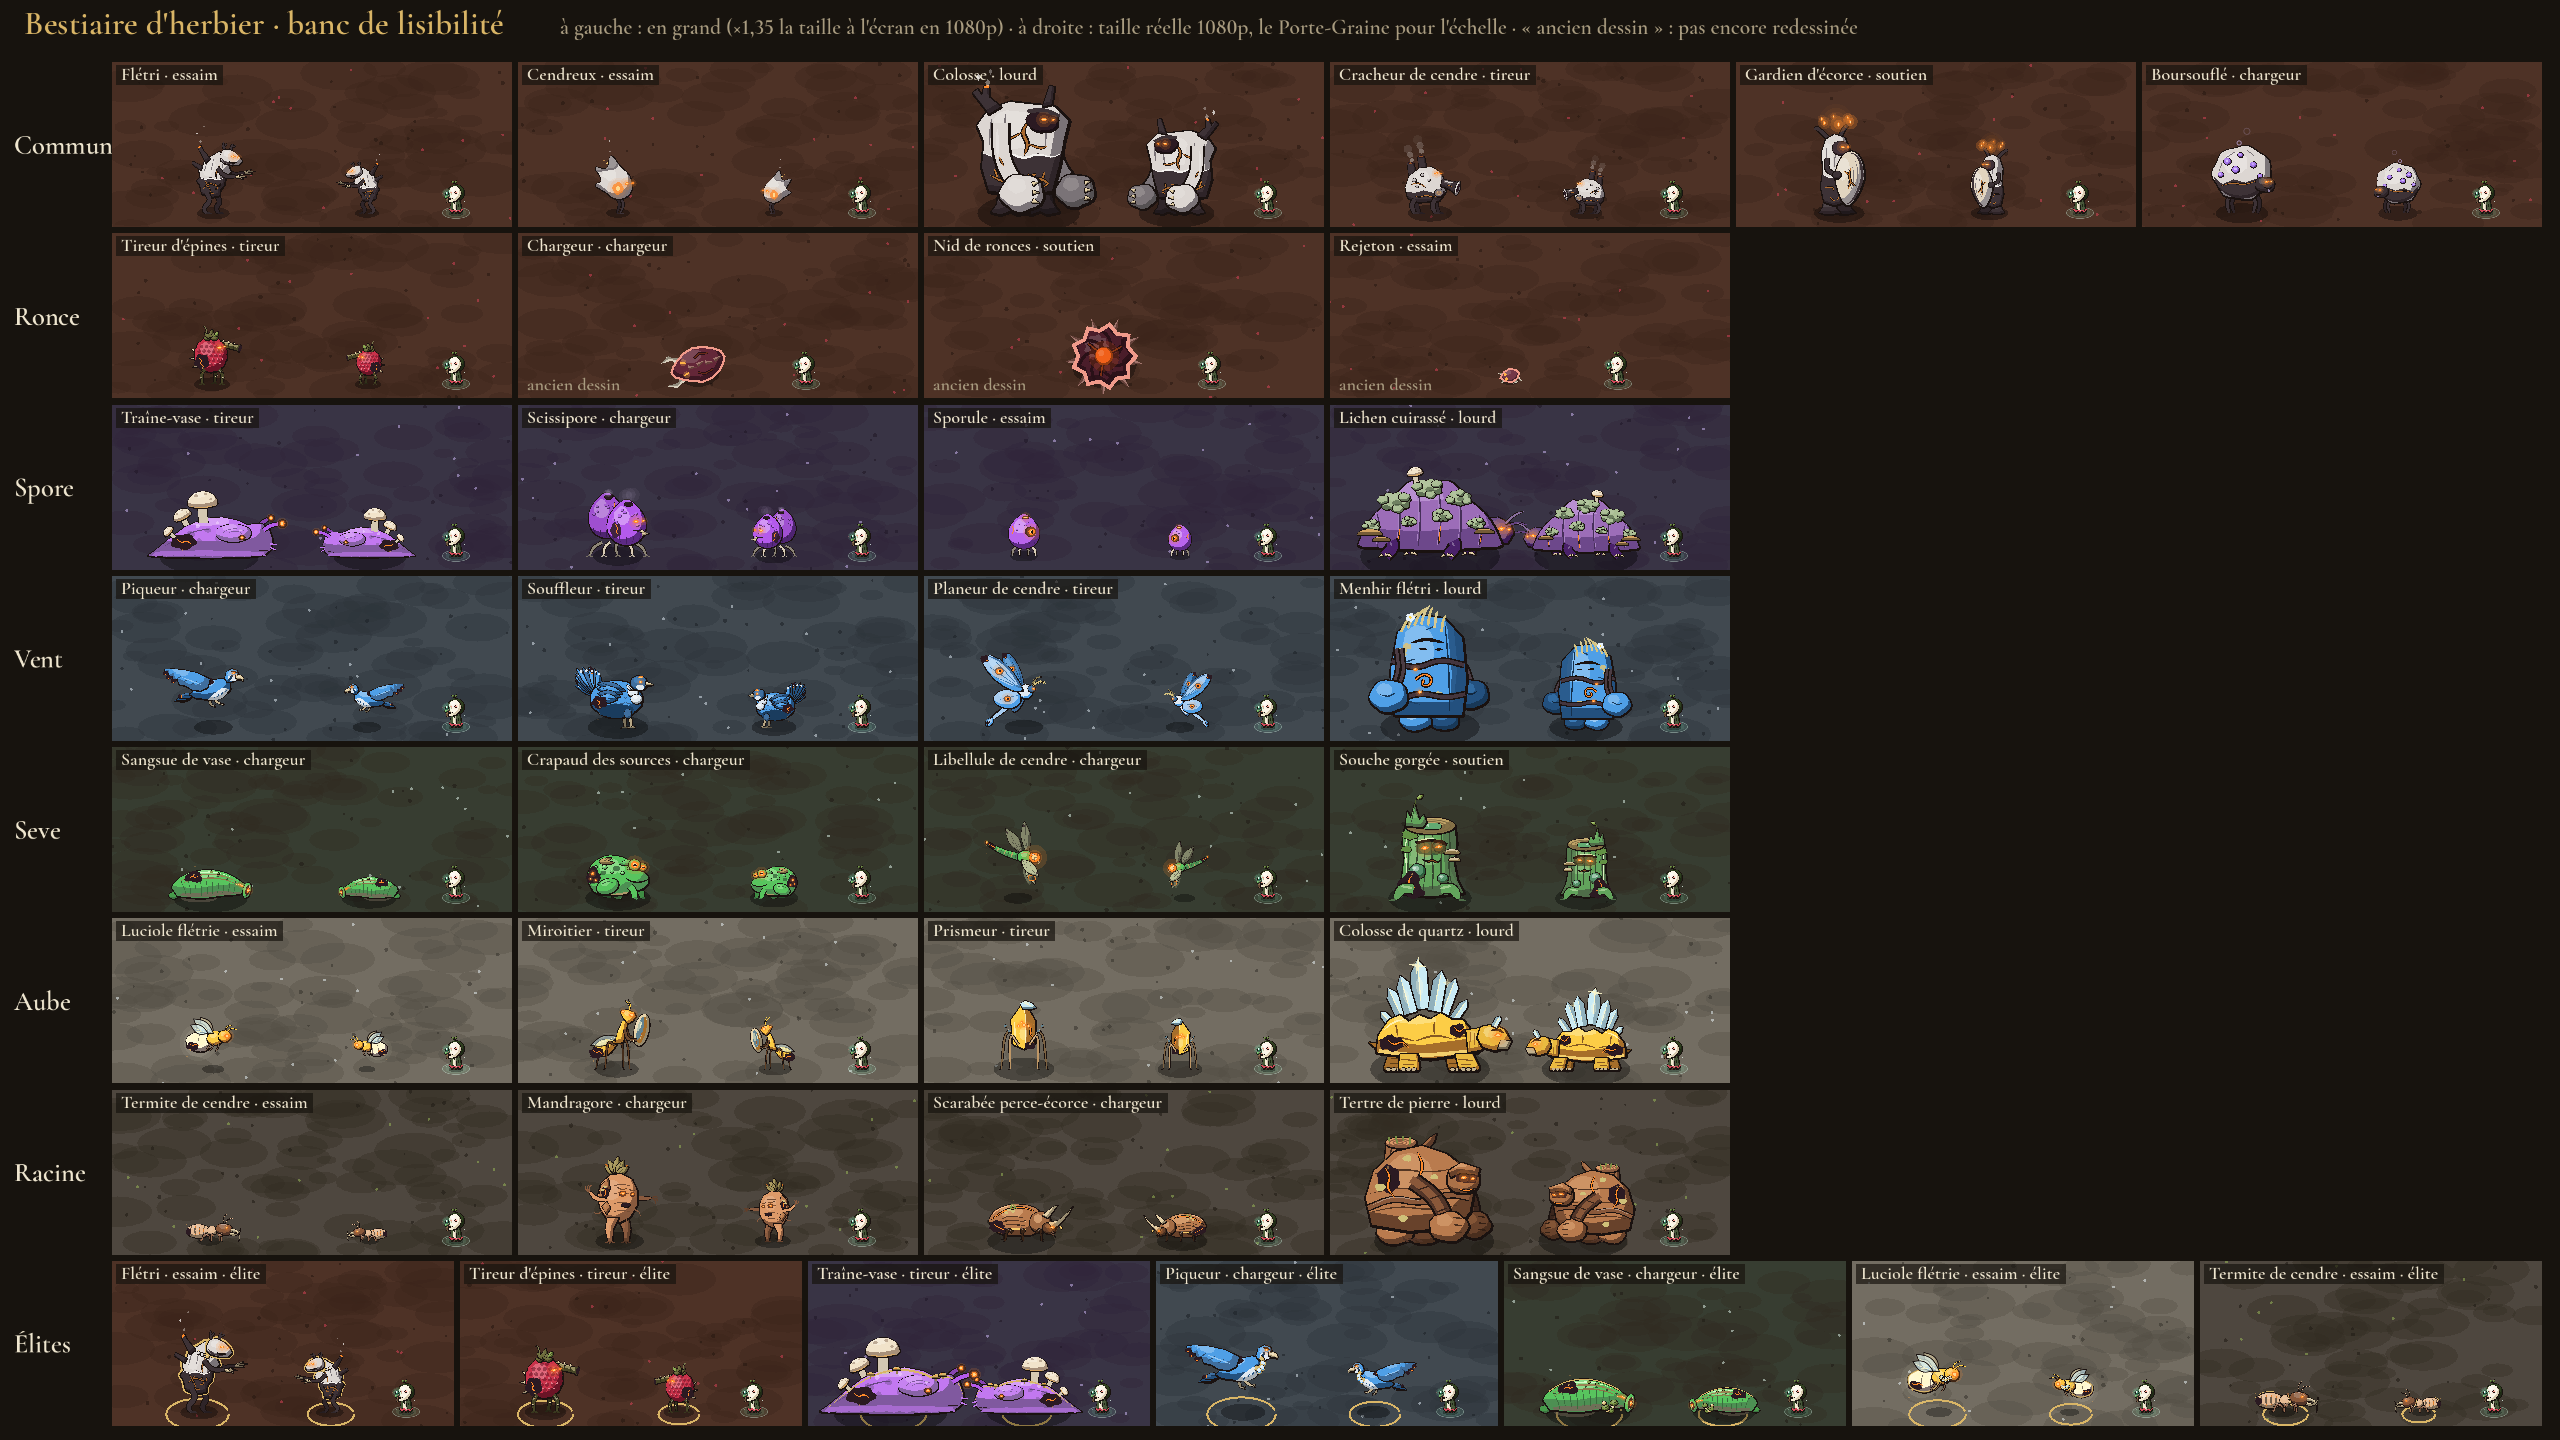 Bestiaire d'herbier · banc de lisibilité
à gauche : en grand (×1,35 la taille à l'écran en 1080p) · à droite : taille réelle 1080p, le Porte-Graine pour l'échelle · « ancien dessin » : pas encore redessinée
Commun
Flétri · essaim
Cendreux · essaim
Colosse · lourd
Cracheur de cendre · tireur
Gardien d'écorce · soutien
Boursouflé · chargeur
Ronce
Tireur d'épines · tireur
Chargeur · chargeur
ancien dessin
Nid de ronces · soutien
ancien dessin
Rejeton · essaim
ancien dessin
Spore
Traîne-vase · tireur
Scissipore · chargeur
Sporule · essaim
Lichen cuirassé · lourd
Vent
Piqueur · chargeur
Souffleur · tireur
Planeur de cendre · tireur
Menhir flétri · lourd
Seve
Sangsue de vase · chargeur
Crapaud des sources · chargeur
Libellule de cendre · chargeur
Souche gorgée · soutien
Aube
Luciole flétrie · essaim
Miroitier · tireur
Prismeur · tireur
Colosse de quartz · lourd
Racine
Termite de cendre · essaim
Mandragore · chargeur
Scarabée perce-écorce · chargeur
Tertre de pierre · lourd
Élites
Flétri · essaim · élite
Tireur d'épines · tireur · élite
Traîne-vase · tireur · élite
Piqueur · chargeur · élite
Sangsue de vase · chargeur · élite
Luciole flétrie · essaim · élite
Termite de cendre · essaim · élite